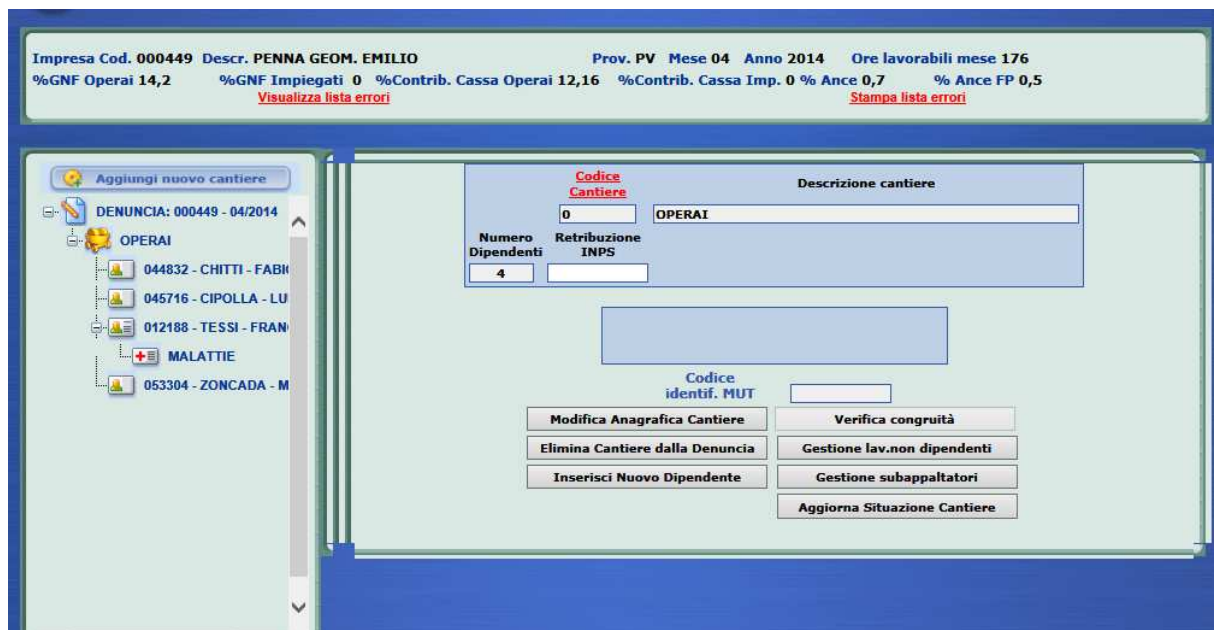 Impresa Cod. 000449 Descr. PENNA GEOM. EMILIO Prov. PV Mese 04 Anno 2014 Ore lavorabili mese 176
%GNF Operai 14,2 %GNF Impiegati 0 %Contrib. Cassa Operai 12,16 %Contrib. Cassa Imp. 0 % Ance 0,7 % Ance FP 0,5
Visualizza lista errori Stampa lista errori
Aggiungi nuovo cantiere
DENUNCIA: 000449 - 04/2014
OPERAI
044832 - CHITTI - FABI
045716 - CIPOLLA - LU
012188 - TESSI - FRAN
MALATTIE
053304 - ZONCADA - M
Codice
Cantiere
Descrizione cantiere
0 OPERAI
Numero
Dipendenti
Retribuzione
INPS
4
Codice
identif. MUT
Modifica Anagrafica Cantiere Verifica congruità
Elimina Cantiere dalla Denuncia Gestione lav.non dipendenti
Inserisci Nuovo Dipendente Gestione subappaltatori
Aggiorna Situazione Cantiere